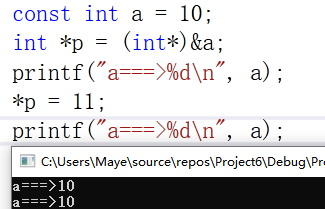 const int a = 10;
int *p = (int*)&a;
printf("a===>%d\n", a);
*p = 11;
printf("a===>%d\n", a);
C:\Users\Maye\source\repos\Project6\Debug\Pro
a===>10
a===>10